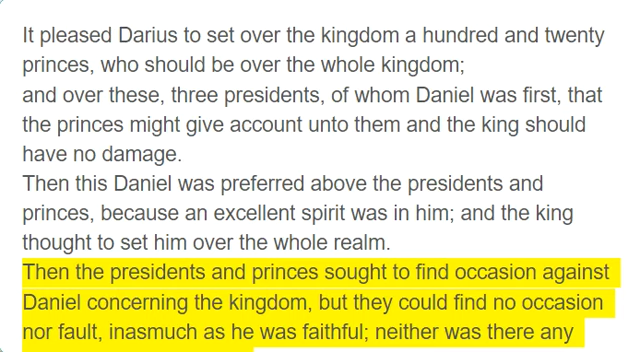 It pleased Darius to set over the kingdom a hundred and twenty
princes, who should be over the whole kingdom;
and over these, three presidents, of whom Daniel was first, that
the princes might give account unto them and the king should
have no damage.
Then this Daniel was preferred above the presidents and
princes, because an excellent spirit was in him; and the king
thought to set him over the whole realm.
Then the presidents and princes sought to find occasion against
Daniel concerning the kingdom, but they could find no occasion
nor fault, inasmuch as he was faithful; neither was there any